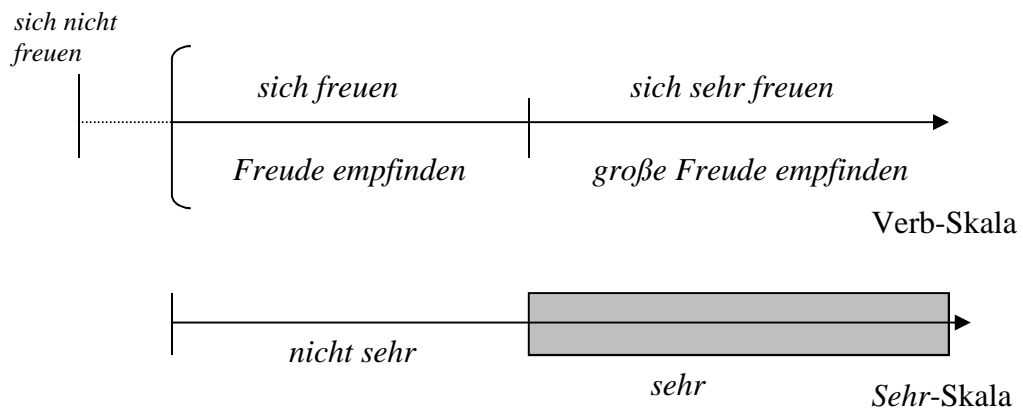 sich nicht
freuen
sich freuen
sich sehr freuen
Freude empfinden
große Freude empfinden
Verb-Skala
nicht sehr
sehr
Sehr-Skala